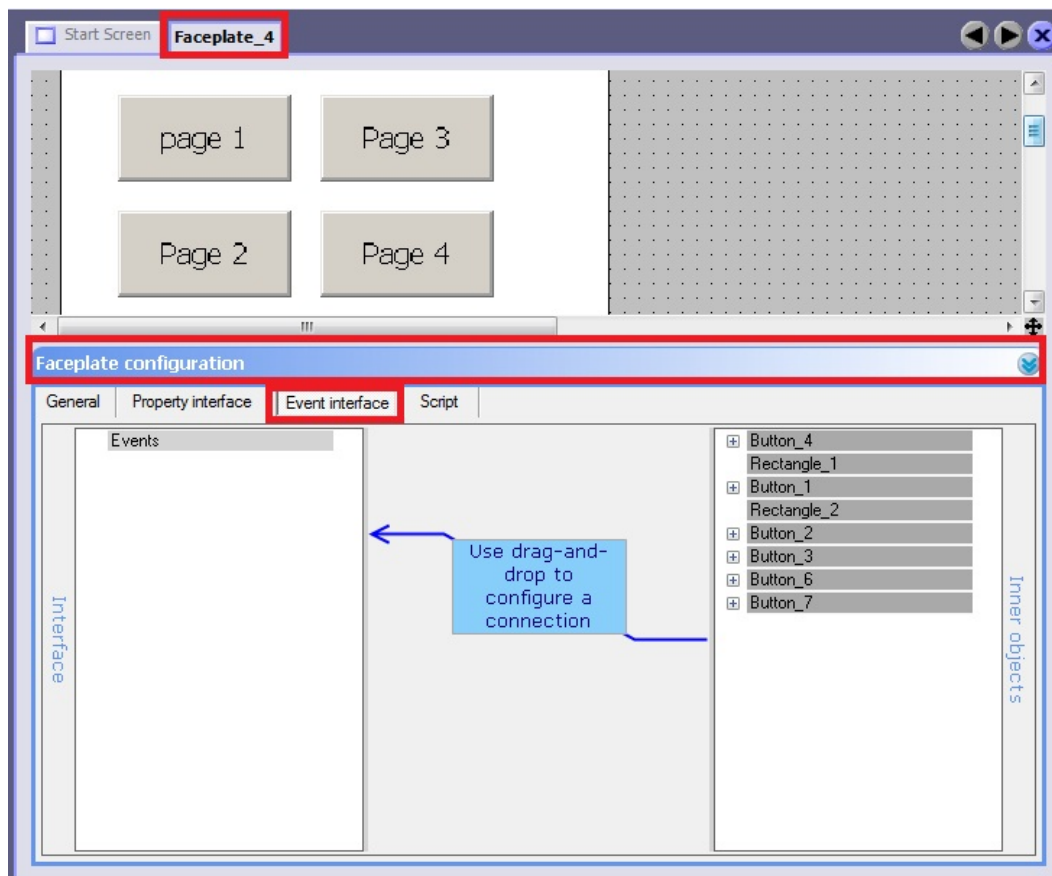 Start Screen
Faceplate_4
page 1
Page 3
Page 2
Page 4
Faceplate configuration
General
Property interface
Event interface
Script
Interface
Events
Use drag-and-
drop to
configure a
connection
Button_4
Rectangle_1
Button_1
Rectangle_2
Button_2
Button_3
Button_6
Button_7
Inner objects